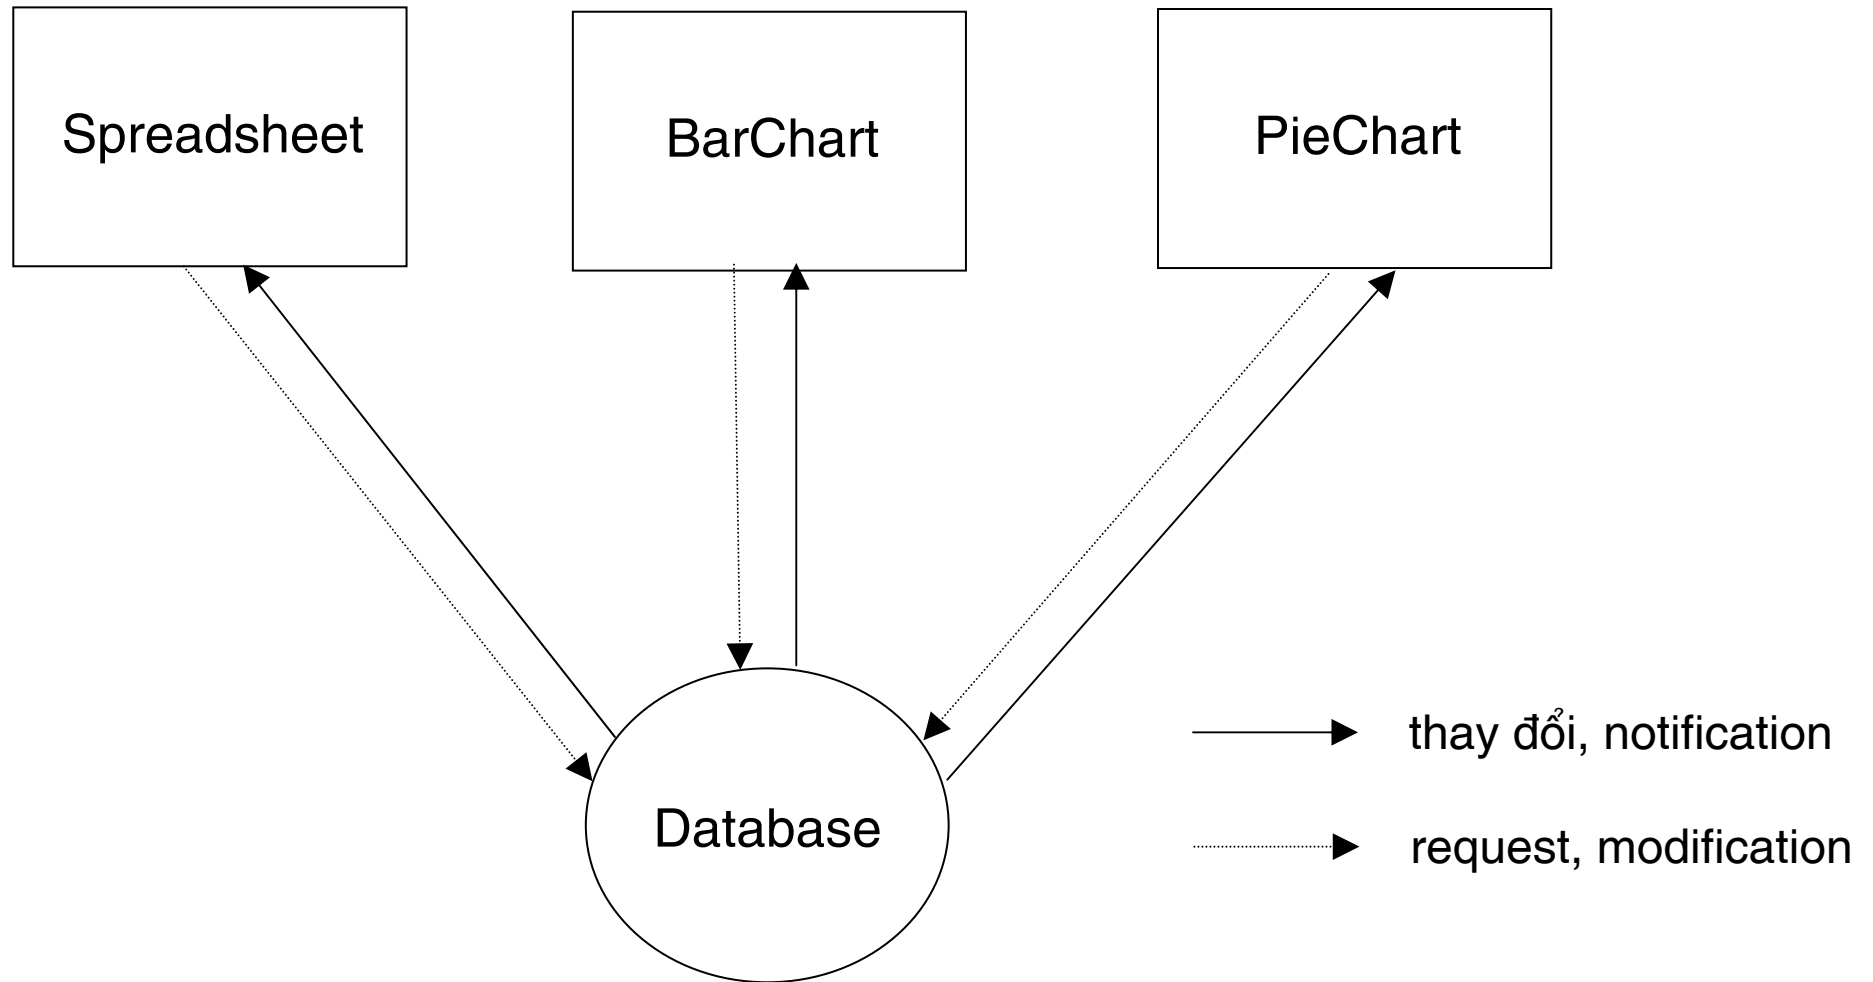 Spreadsheet
BarChart
PieChart
thay đổi, notification
Database
request, modification